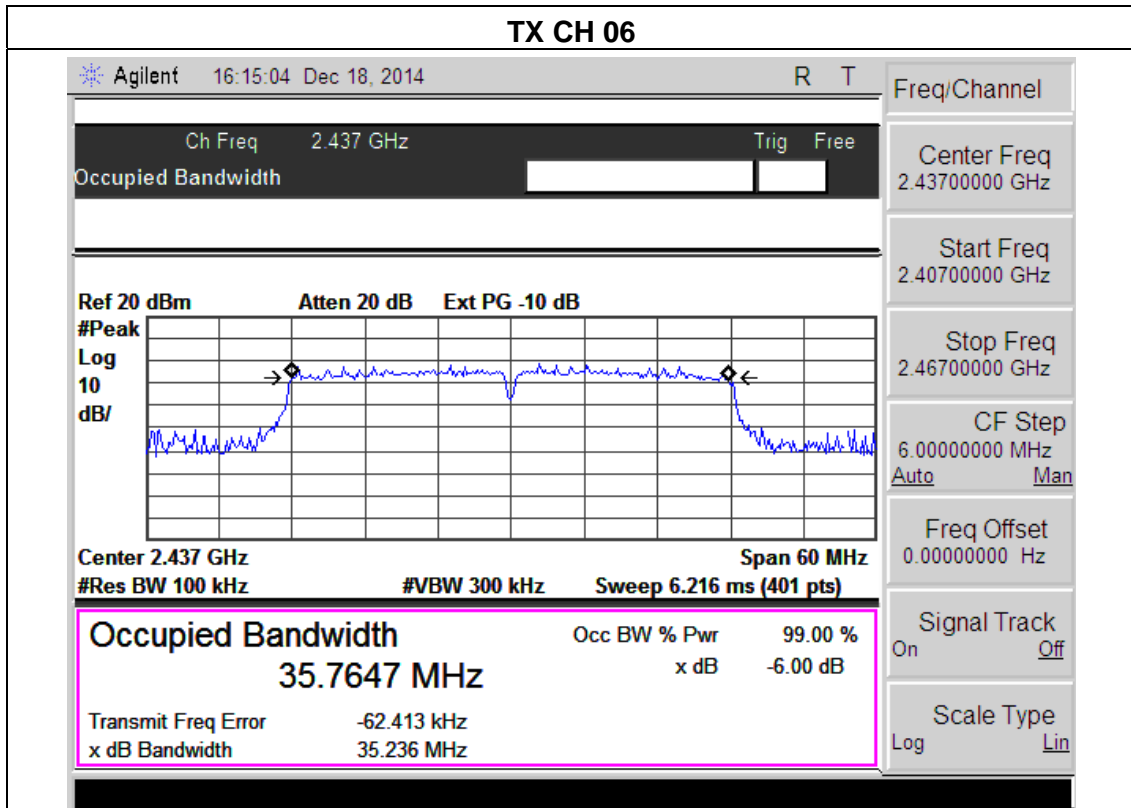 TX CH 06
Agilent 16:15:04 Dec 18, 2014 R T
Freq/Channel
Ch Freq 2.437 GHz Trig Free
Occupied Bandwidth
Center Freq
2.43700000 GHz
Start Freq
2.40700000 GHz
Stop Freq
2.46700000 GHz
CF Step
6.00000000 MHz
Auto Man
Freq Offset
0.00000000 Hz
Signal Track
On Off
Scale Type
Log Lin
Ref 20 dBm Atten 20 dB Ext PG -10 dB
#Peak
Log
10
dB/
Center 2.437 GHz Span 60 MHz
#Res BW 100 kHz #VBW 300 kHz Sweep 6.216 ms (401 pts)
Occupied Bandwidth Occ BW % Pwr 99.00 %
35.7647 MHz x dB -6.00 dB
Transmit Freq Error -62.413 kHz
x dB Bandwidth 35.236 MHz